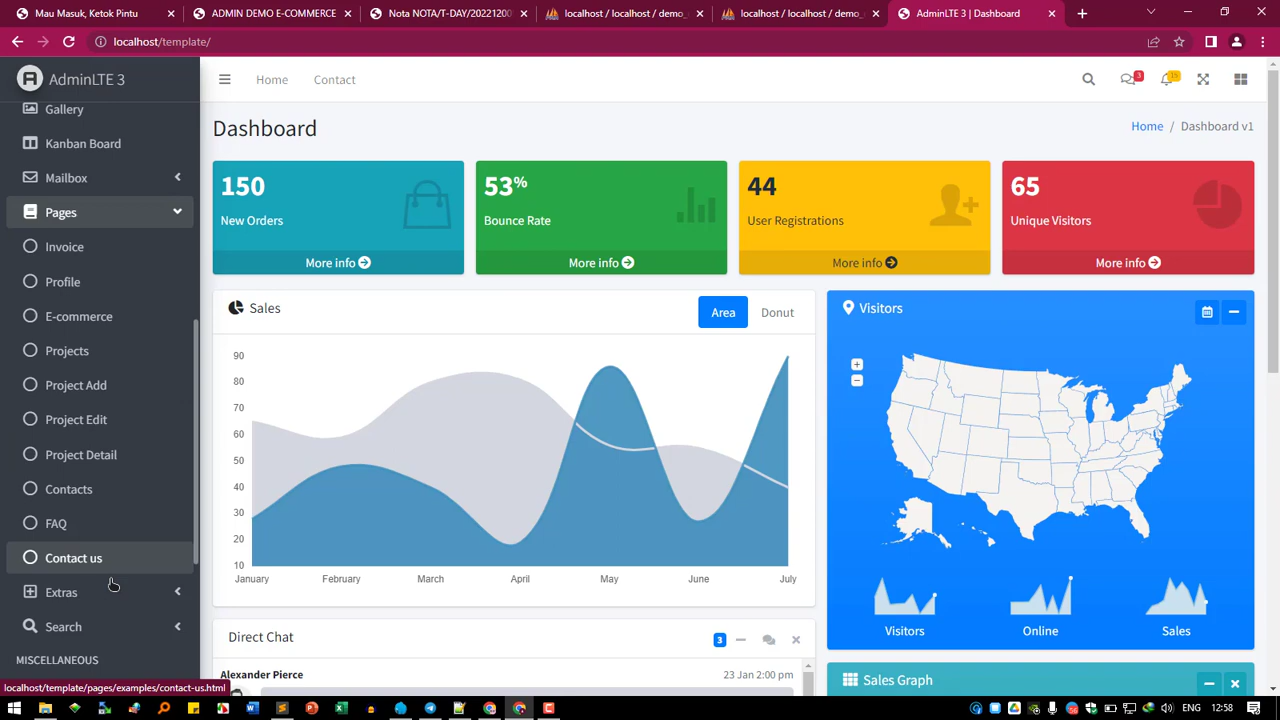 Mau Masuk, Ketok Pintu
ADMIN DEMO E-COMMERCE
Nota NOTA/T-DAY/20221200
localhost / localhost / demo_
localhost / localhost / demo_
AdminLTE 3 | Dashboard
localhost/template/
AdminLTE 3
Gallery
Kanban Board
Mailbox
Pages
Invoice
Profile
E-commerce
Projects
Project Add
Project Edit
Project Detail
Contacts
FAQ
Contact us
Extras
Search
MISCELLANEOUS
localhost/template/pages/examples/contact-us.html
Home Contact
3
15
Dashboard
Home / Dashboard v1
150
New Orders
More info
53%
Bounce Rate
More info
44
User Registrations
More info
65
Unique Visitors
More info
Sales
Area Donut
90
80
70
60
50
40
30
20
10
January February March April May June July
Visitors
+
−
Visitors Online Sales
Direct Chat
3
Alexander Pierce 23 Jan 2:00 pm
Sales Graph
ENG 12:58